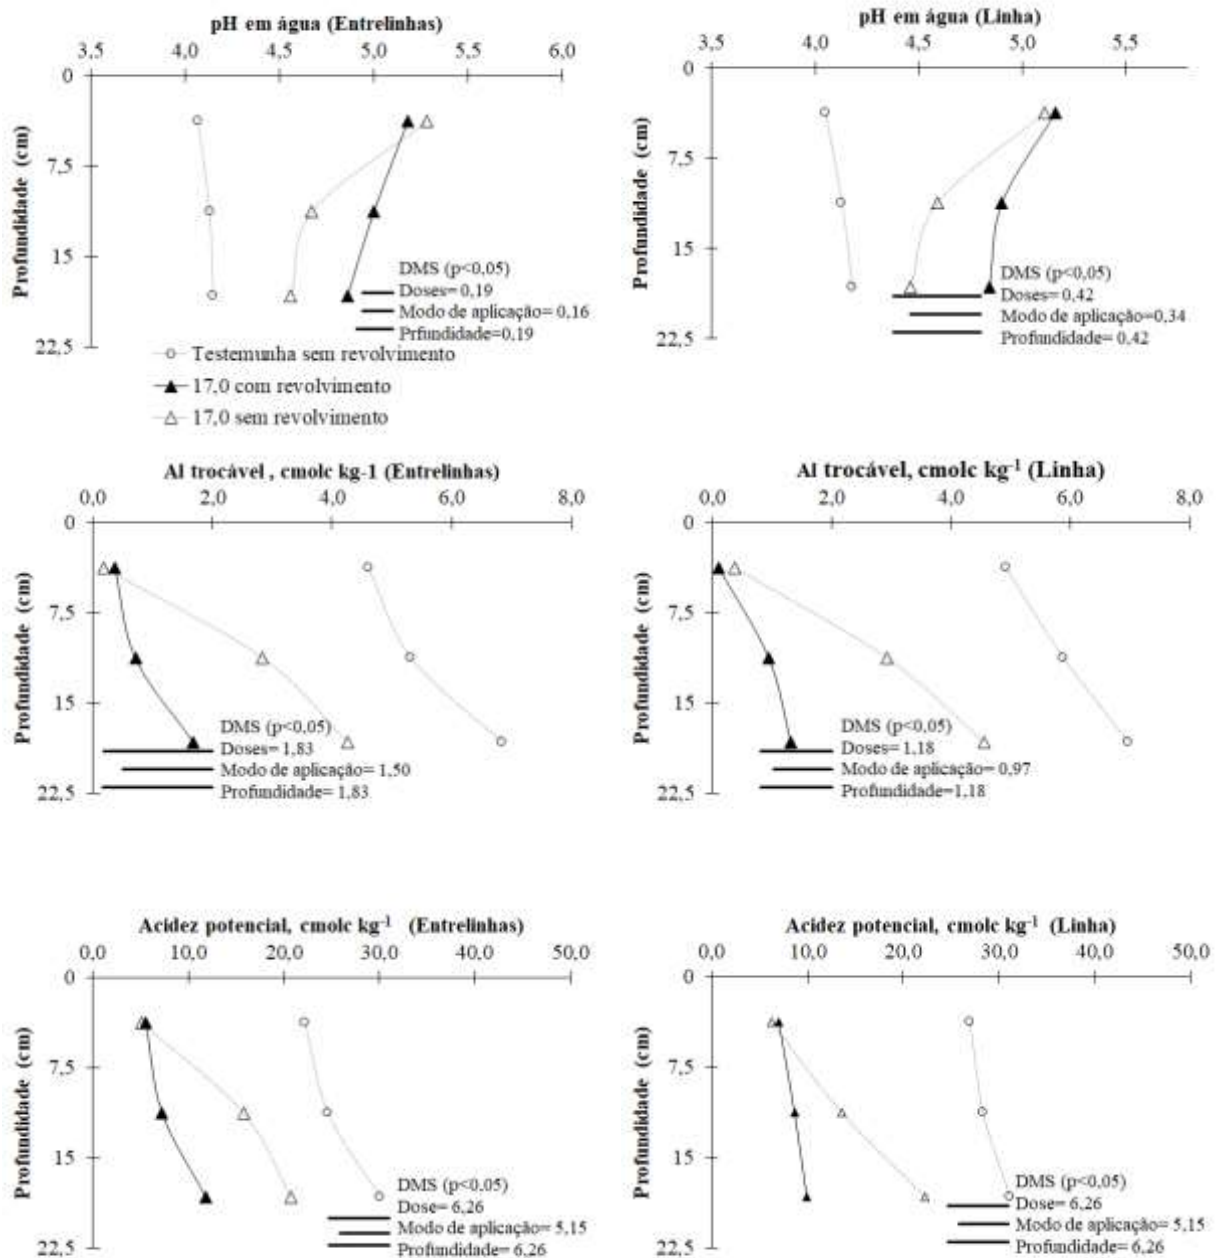 pH em água (Entrelinhas)
3,5 4,0 4,5 5,0 5,5 6,0
0
7,5
15
22,5
Profundidade (cm)
DMS (p<0,05)
Doses= 0,19
Modo de aplicação= 0,16
Prfundidade=0,19
Testemunha sem revolvimento
17,0 com revolvimento
17,0 sem revolvimento
pH em água (Linha)
3,5 4,0 4,5 5,0 5,5
0
7,5
15
22,5
Profundidade (cm)
DMS (p<0,05)
Doses= 0,42
Modo de aplicação=0,34
Profundidade= 0,42
Al trocável , cmolc kg-1 (Entrelinhas)
0,0 2,0 4,0 6,0 8,0
0
7,5
15
22,5
Profundidade (cm)
DMS (p<0,05)
Doses= 1,83
Modo de aplicação= 1,50
Profundidade= 1,83
Al trocável, cmolc kg⁻¹ (Linha)
0,0 2,0 4,0 6,0 8,0
0
7,5
15
22,5
Profundidade (cm)
DMS (p<0,05)
Doses= 1,18
Modo de aplicação= 0,97
Profundidade=1,18
Acidez potencial, cmolc kg⁻¹ (Entrelinhas)
0,0 10,0 20,0 30,0 40,0 50,0
0
7,5
15
22,5
Profundidade (cm)
DMS (p<0,05)
Dose= 6,26
Modo de aplicação= 5,15
Profundidade= 6,26
Acidez potencial, cmolc kg⁻¹ (Linha)
0,0 10,0 20,0 30,0 40,0 50,0
0
7,5
15
22,5
Profundidade (cm)
DMS (p<0,05)
Dose= 6,26
Modo de aplicação= 5,15
Profundidade= 6,26